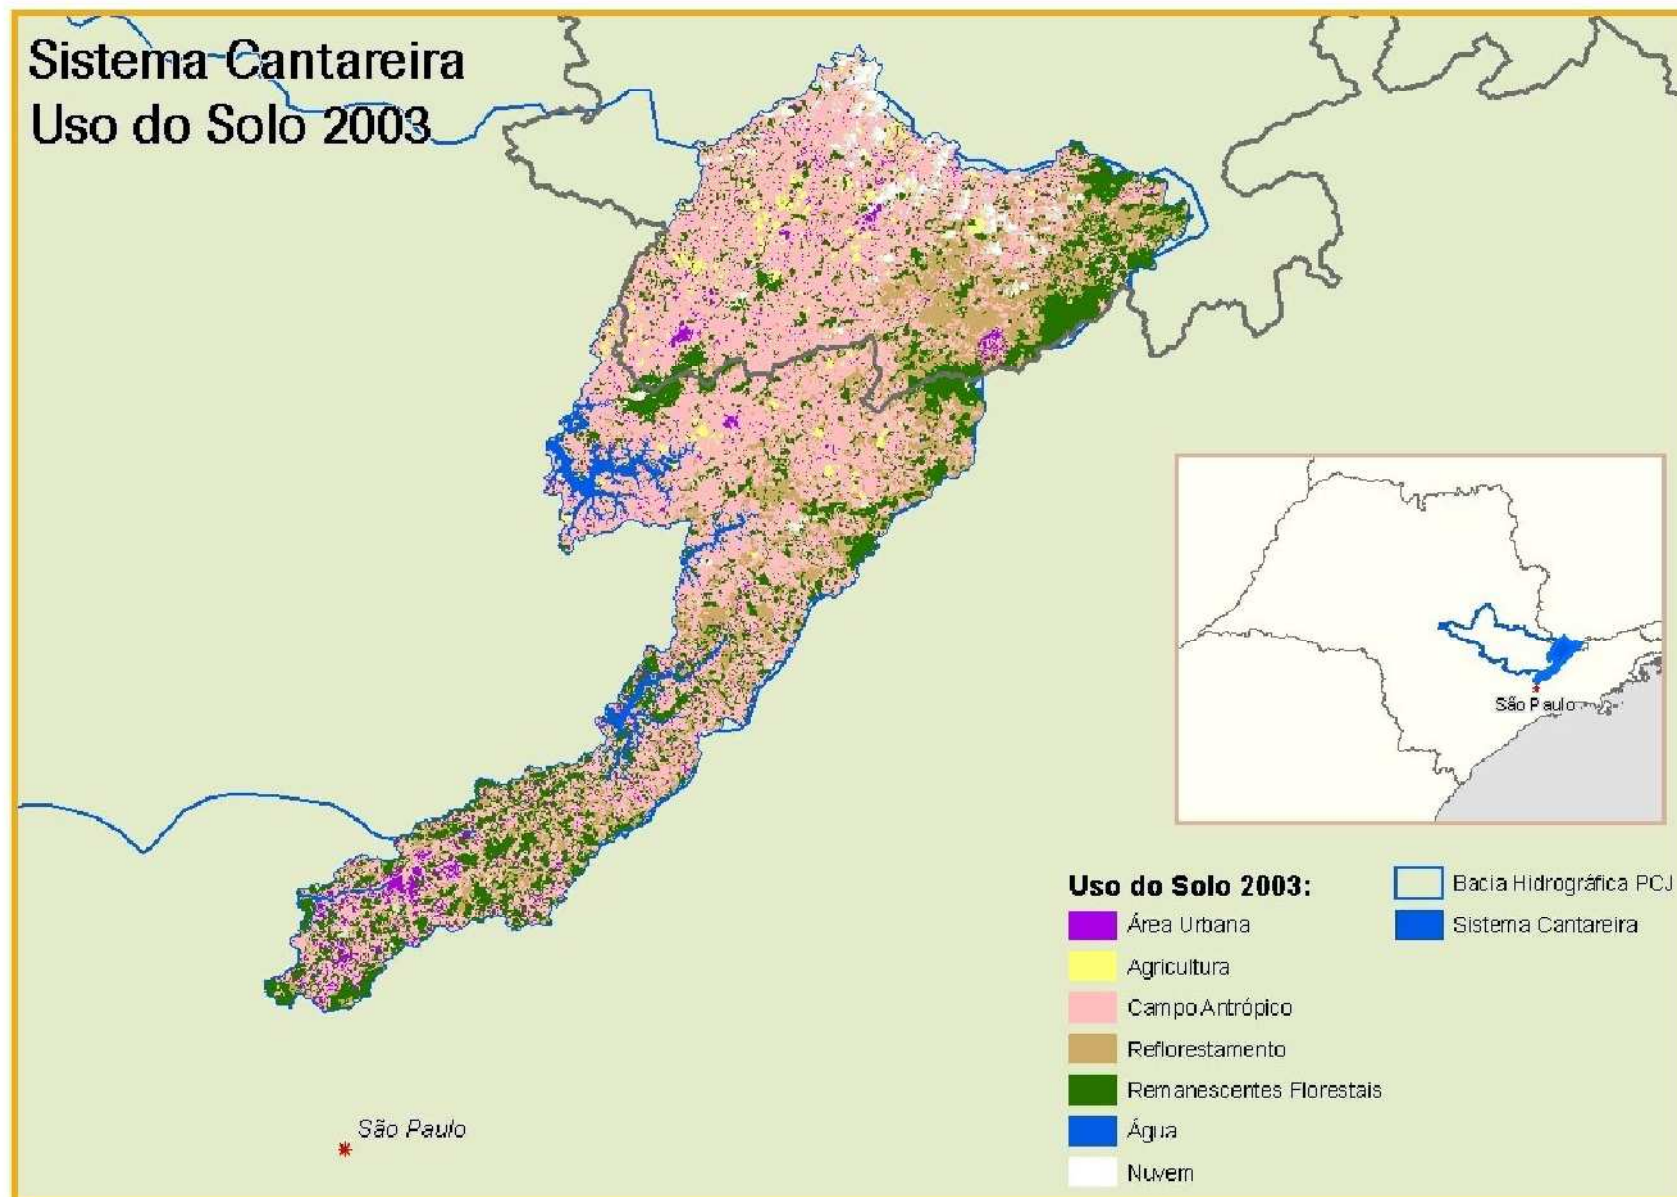 Sistema Cantareira
Uso do Solo 2003
São Paulo
São Paulo
Uso do Solo 2003:
Área Urbana
Agricultura
Campo Antrópico
Reflorestamento
Remanescentes Florestais
Água
Nuvem
Bacia Hidrográfica PCJ
Sistema Cantareira